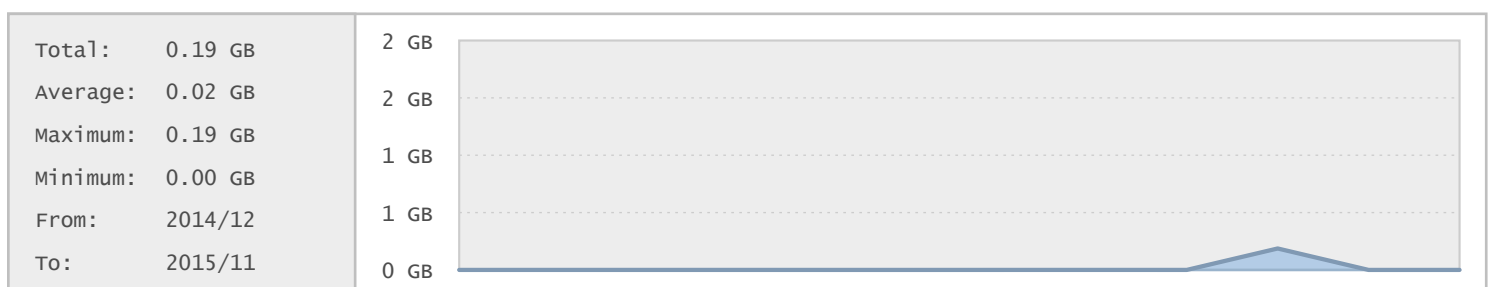 Total: 0.19 GB
Average: 0.02 GB
Maximum: 0.19 GB
Minimum: 0.00 GB
From: 2014/12
To: 2015/11
2 GB
2 GB
1 GB
1 GB
0 GB